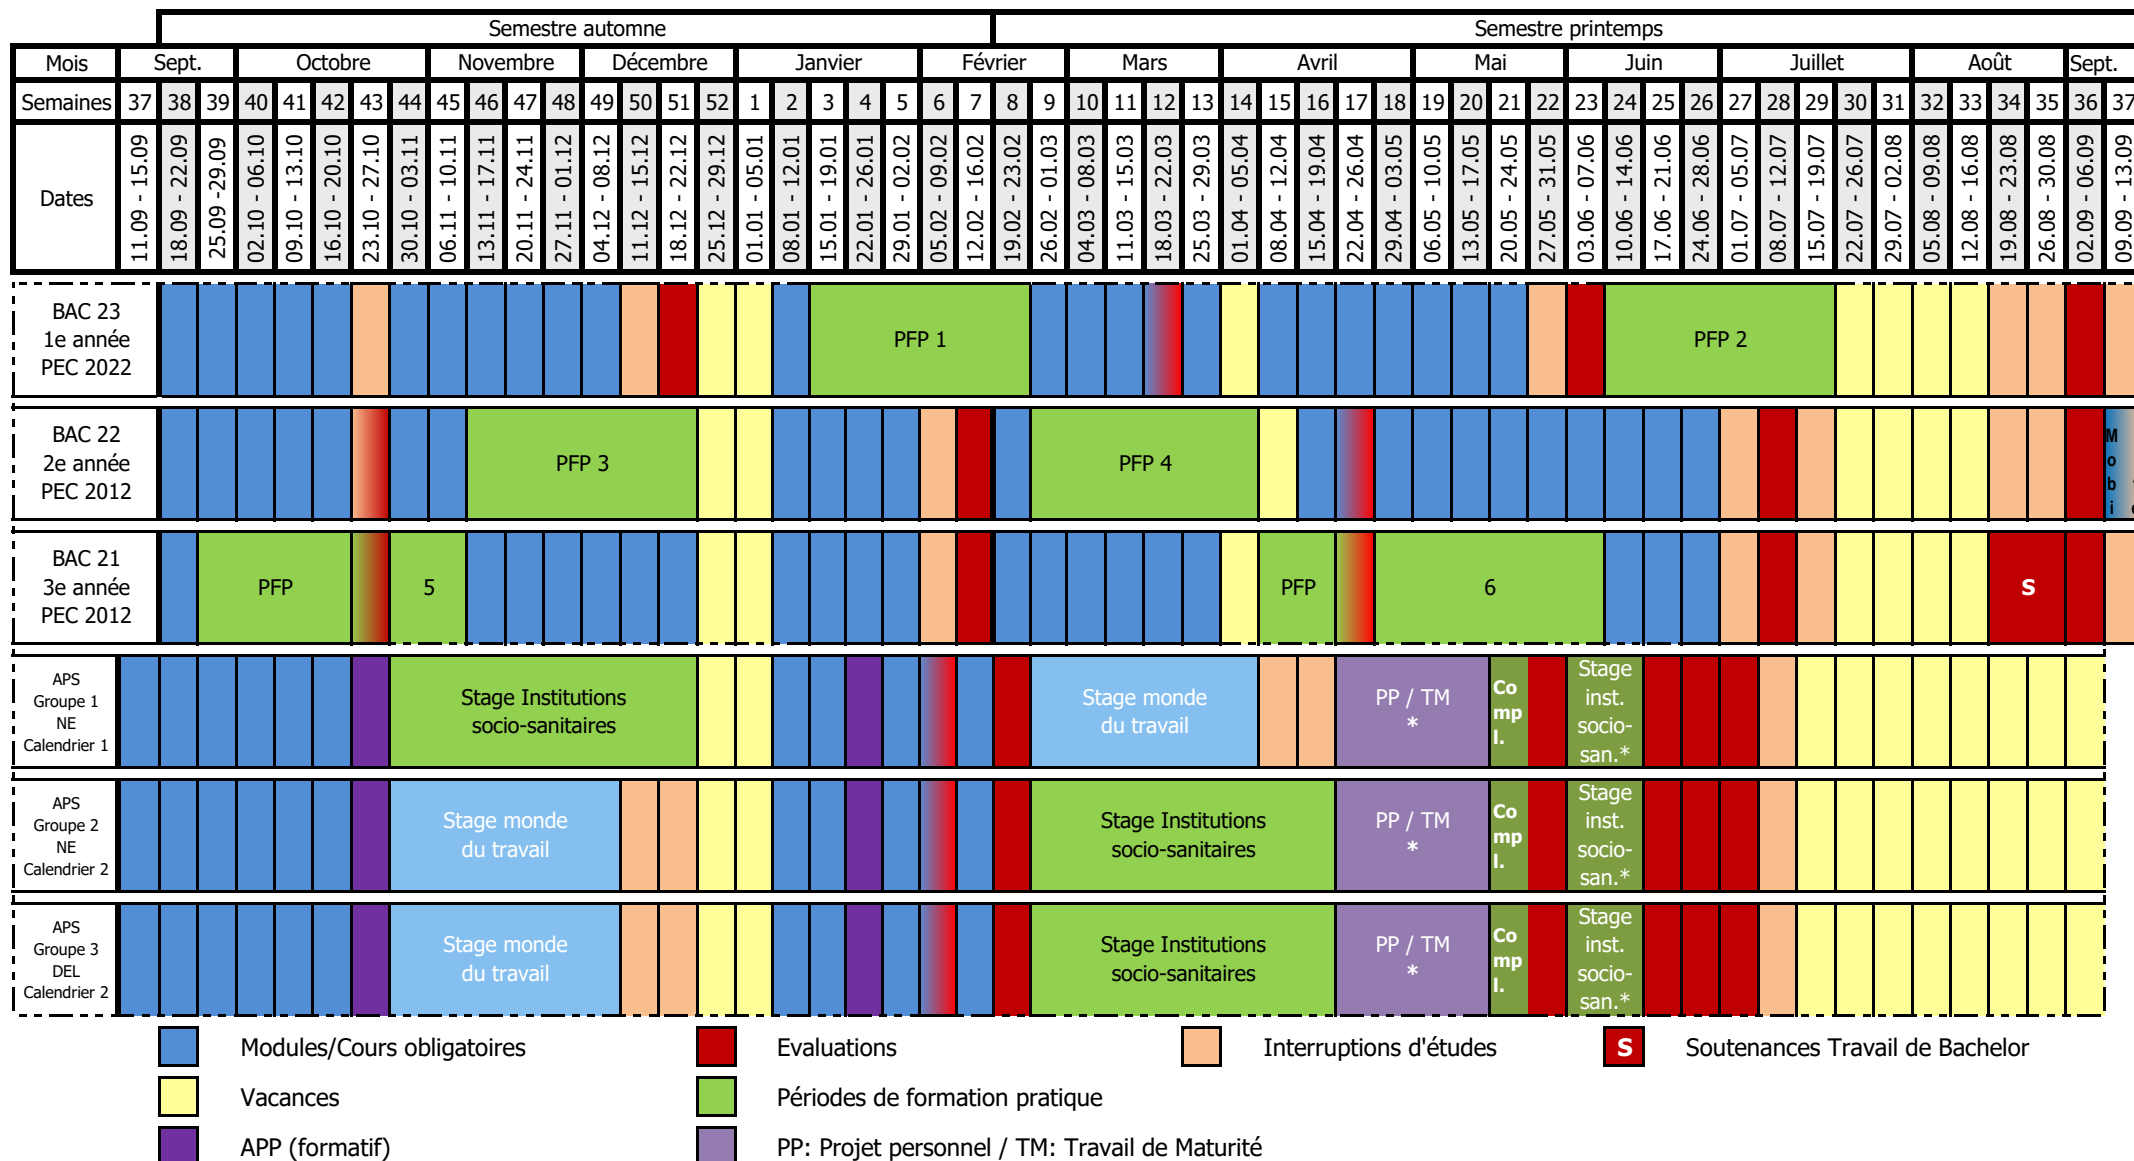 Semestre automne Semestre printemps
Mois Sept. Octobre Novembre Décembre Janvier Février Mars Avril Mai Juin Juillet Août Sept.
Semaines 37 38 39 40 41 42 43 44 45 46 47 48 49 50 51 52 1 2 3 4 5 6 7 8 9 10 11 12 13 14 15 16 17 18 19 20 21 22 23 24 25 26 27 28 29 30 31 32 33 34 35 36 37
Dates
11.09 - 15.09
18.09 - 22.09
25.09 -29.09
02.10 - 06.10
09.10 - 13.10
16.10 - 20.10
23.10 - 27.10
30.10 - 03.11
06.11 - 10.11
13.11 - 17.11
20.11 - 24.11
27.11 - 01.12
04.12 - 08.12
11.12 - 15.12
18.12 - 22.12
25.12 - 29.12
01.01 - 05.01
08.01 - 12.01
15.01 - 19.01
22.01 - 26.01
29.01 - 02.02
05.02 - 09.02
12.02 - 16.02
19.02 - 23.02
26.02 - 01.03
04.03 - 08.03
11.03 - 15.03
18.03 - 22.03
25.03 - 29.03
01.04 - 05.04
08.04 - 12.04
15.04 - 19.04
22.04 - 26.04
29.04 - 03.05
06.05 - 10.05
13.05 - 17.05
20.05 - 24.05
27.05 - 31.05
03.06 - 07.06
10.06 - 14.06
17.06 - 21.06
24.06 - 28.06
01.07 - 05.07
08.07 - 12.07
15.07 - 19.07
22.07 - 26.07
29.07 - 02.08
05.08 - 09.08
12.08 - 16.08
19.08 - 23.08
26.08 - 30.08
02.09 - 06.09
09.09 - 13.09
BAC 23
1e année
PEC 2022
PFP 1
PFP 2
BAC 22
2e année
PEC 2012
PFP 3
PFP 4
M
o
b
i
BAC 21
3e année
PEC 2012
PFP
5
PFP
6
S
APS
Groupe 1
NE
Calendrier 1
Stage Institutions
socio-sanitaires
Stage monde
du travail
PP / TM
*
Co
mp
l.
Stage
inst.
socio-
san.*
APS
Groupe 2
NE
Calendrier 2
Stage monde
du travail
Stage Institutions
socio-sanitaires
PP / TM
*
Co
mp
l.
Stage
inst.
socio-
san.*
APS
Groupe 3
DEL
Calendrier 2
Stage monde
du travail
Stage Institutions
socio-sanitaires
PP / TM
*
Co
mp
l.
Stage
inst.
socio-
san.*
Modules/Cours obligatoires
Evaluations
Interruptions d'études
S Soutenances Travail de Bachelor
Vacances
Périodes de formation pratique
APP (formatif)
PP: Projet personnel / TM: Travail de Maturité